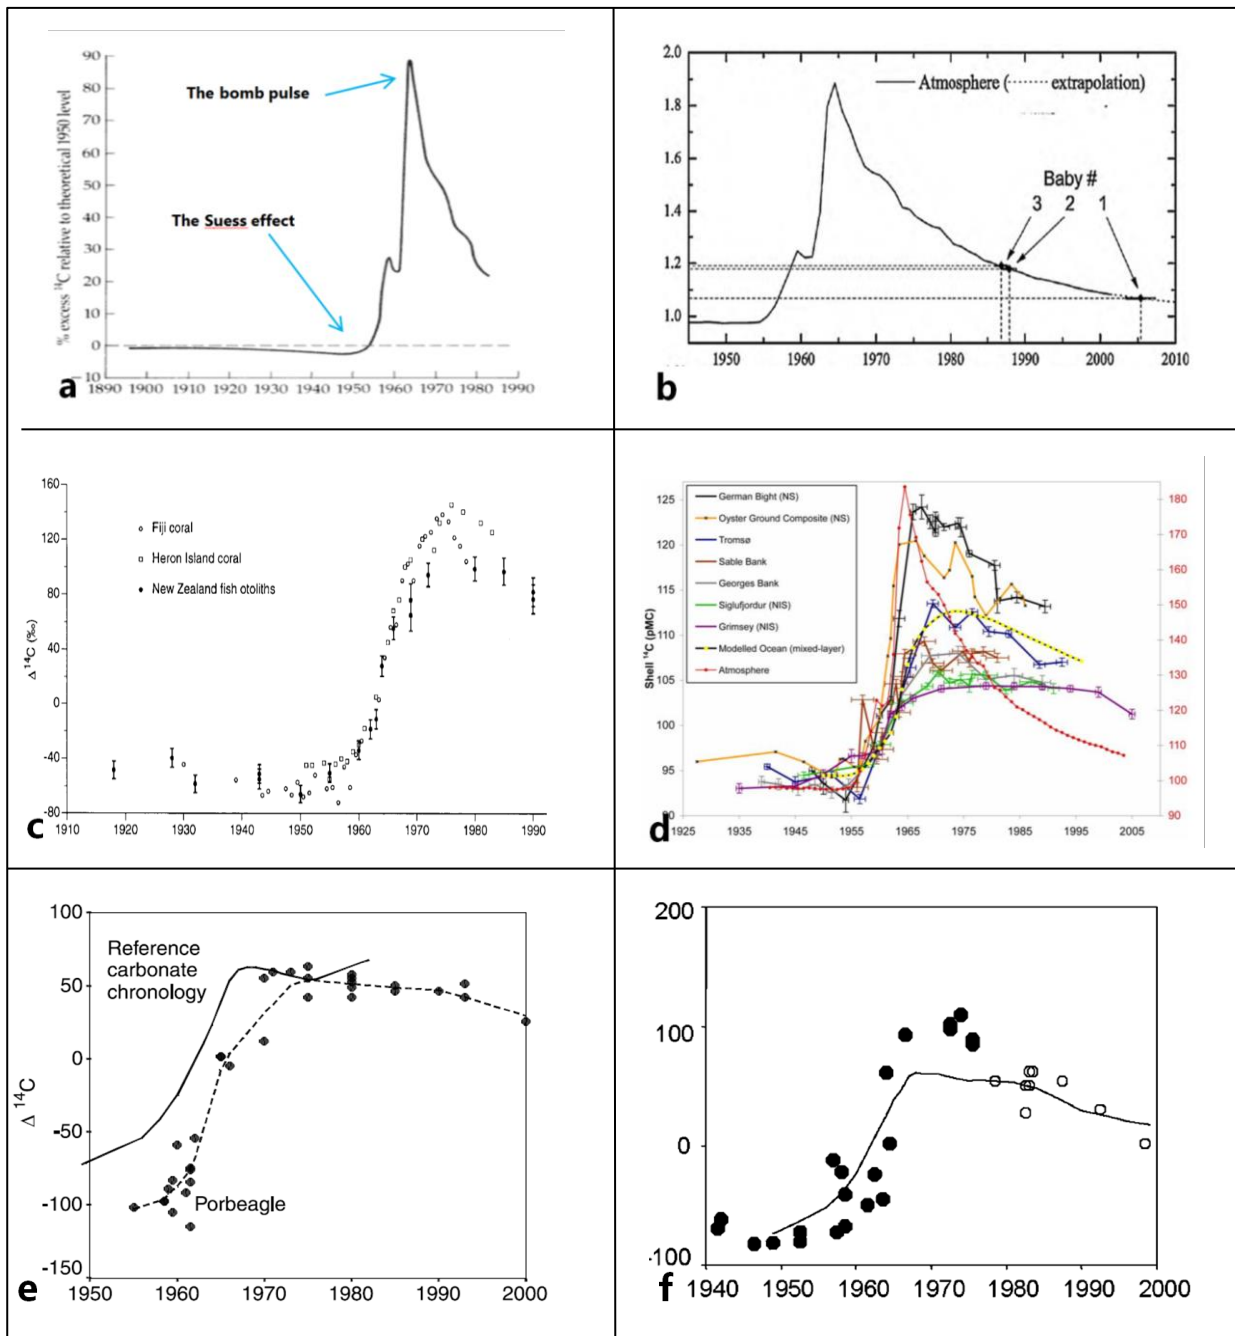 % excess ¹⁴C relative to theoretical 1950 level
90
80
70
60
50
40
30
20
10
0
10
The bomb pulse
The Suess effect
1890 1900 1910 1920 1930 1940 1950 1960 1970 1980 1990
a
2.0
1.8
1.6
1.4
1.2
1.0
Atmosphere ( extrapolation)
Baby #
3 2 1
1950 1960 1970 1980 1990 2000 2010
b
Δ ¹⁴C (‰)
160
120
80
40
0
-40
-80
Fiji coral
Heron Island coral
New Zealand fish otoliths
1910 1920 1930 1940 1950 1960 1970 1980 1990
c
Shell ¹⁴C (pMC)
125
120
115
110
105
100
95
90
German Bight (NS)
Oyster Ground Composite (NS)
Tromsø
Sable Bank
Georges Bank
Siglufjordur (NIS)
Grimsey (NIS)
Modelled Ocean (mixed-layer)
Atmosphere
180
170
160
150
140
130
120
110
100
90
1925 1935 1945 1955 1965 1975 1985 1995 2005
d
Δ ¹⁴C
100
50
0
-50
-100
-150
Reference
carbonate
chronology
Porbeagle
1950 1960 1970 1980 1990 2000
e
200
100
0
-100
1940 1950 1960 1970 1980 1990 2000
f